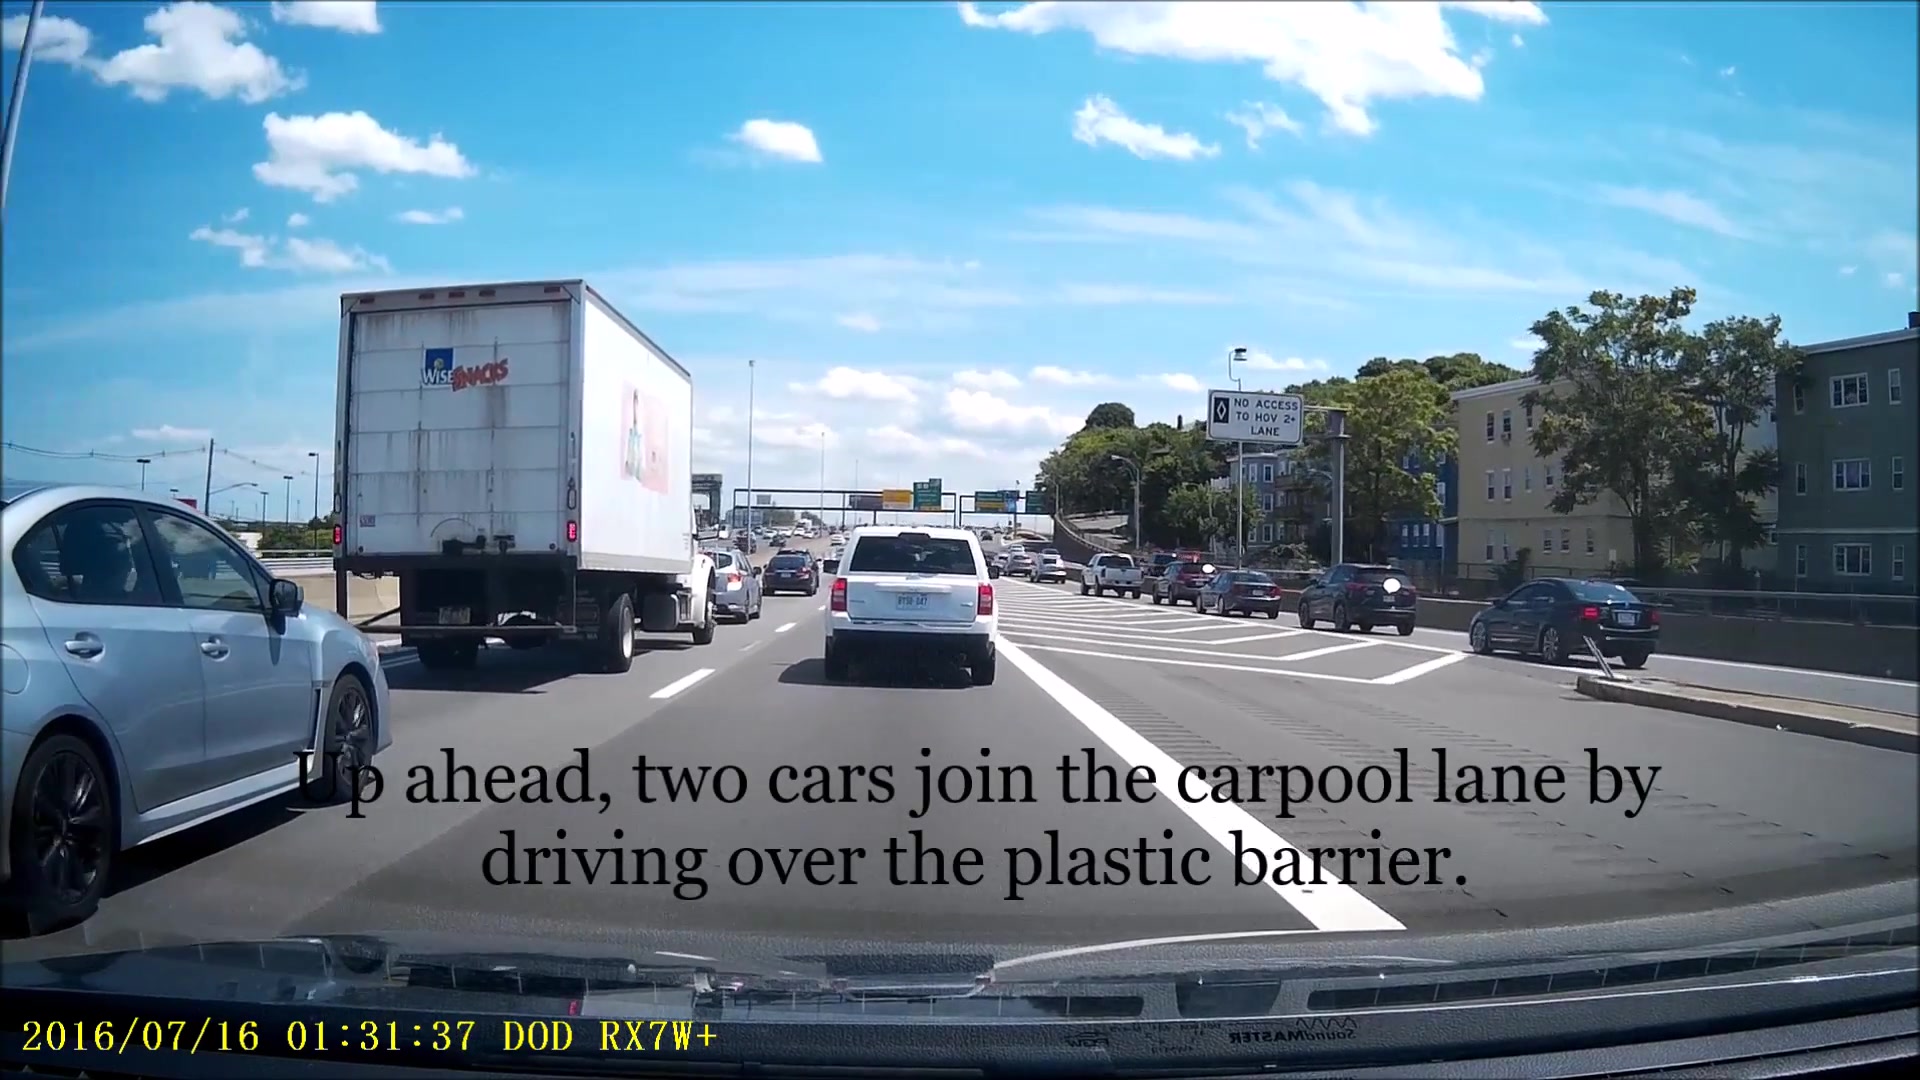 WISE SNACKS
NO ACCESS
TO HOV 2+
LANE
Up ahead, two cars join the carpool lane by
driving over the plastic barrier.
2016/07/16 01:31:37 DOD RX7W+
SoundMASTER